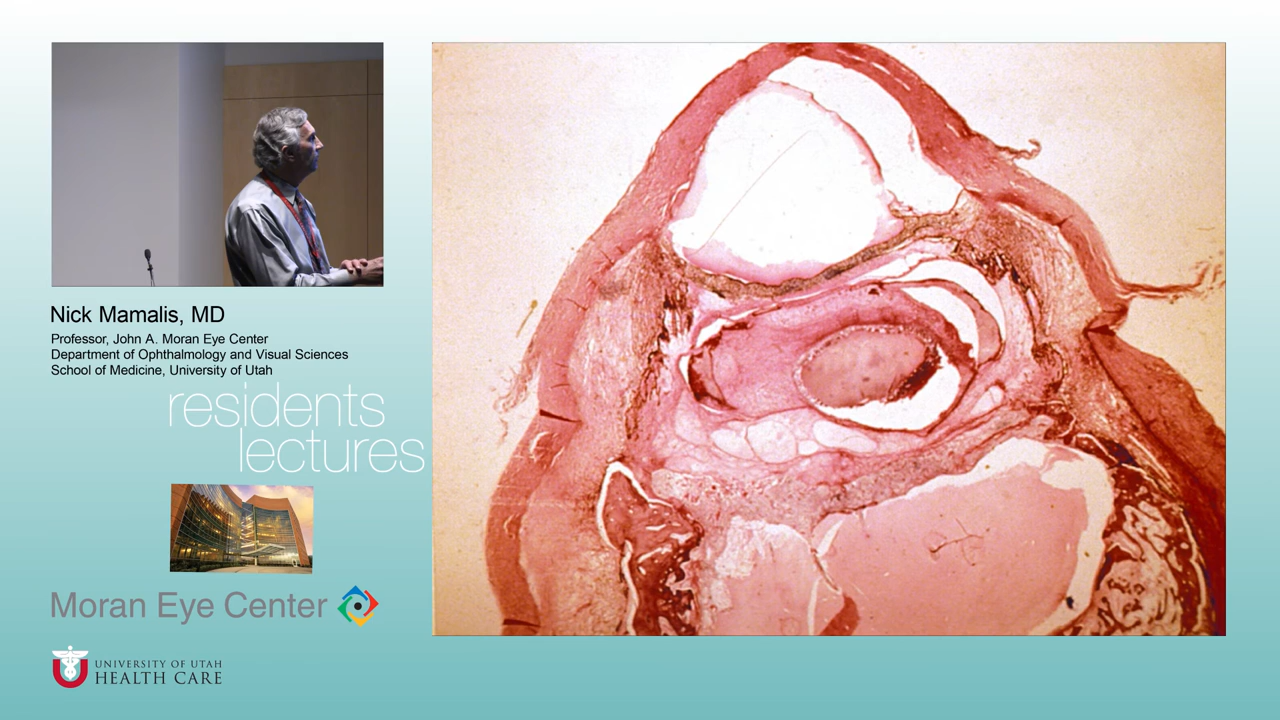 Nick Mamalis, MD
Professor, John A. Moran Eye Center
Department of Ophthalmology and Visual Sciences
School of Medicine, University of Utah
residents
lectures
Moran Eye Center
UNIVERSITY OF UTAH
HEALTH CARE